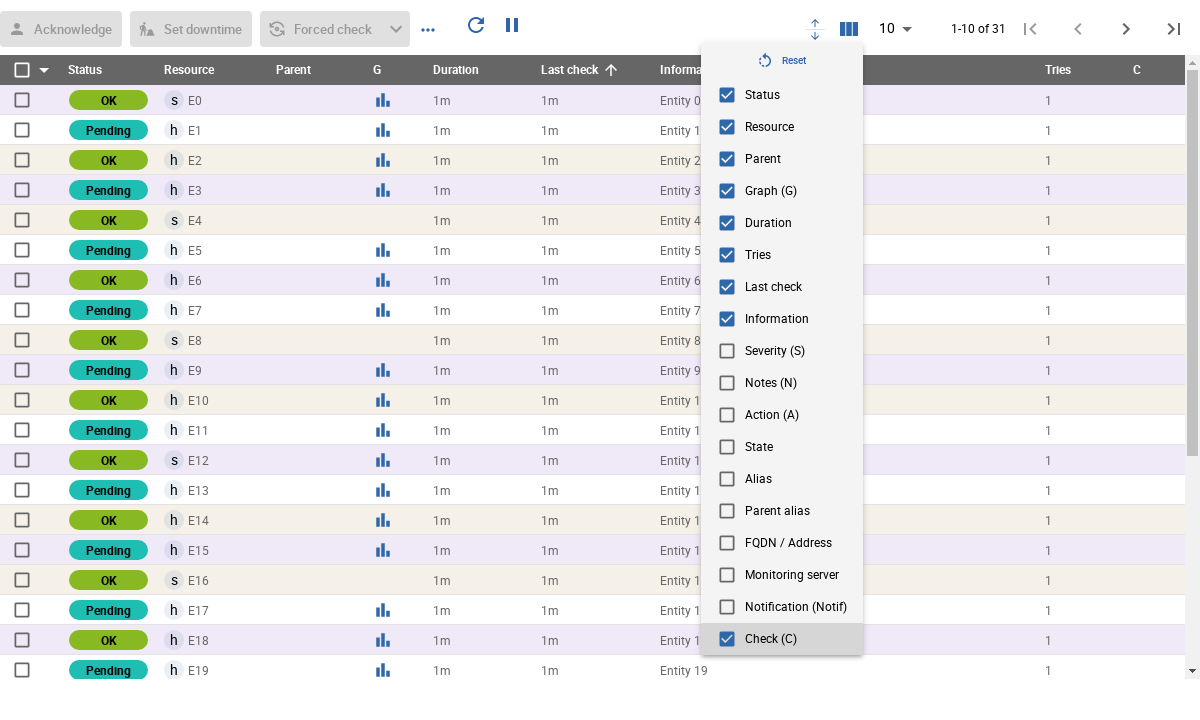 Acknowledge Set downtime Forced check 10 1-10 of 31
Status Resource Parent G Duration Last check Informa Tries C
OK s E0 1m 1m Entity 0 1
Pending h E1 1m 1m Entity 1 1
OK h E2 1m 1m Entity 2 1
Pending h E3 1m 1m Entity 3 1
OK s E4 1m 1m Entity 4 1
Pending h E5 1m 1m Entity 5 1
OK h E6 1m 1m Entity 6 1
Pending h E7 1m 1m Entity 7 1
OK s E8 1m 1m Entity 8 1
Pending h E9 1m 1m Entity 9 1
OK h E10 1m 1m Entity 1 1
Pending h E11 1m 1m Entity 1 1
OK s E12 1m 1m Entity 1 1
Pending h E13 1m 1m Entity 1 1
OK h E14 1m 1m Entity 1 1
Pending h E15 1m 1m Entity 1 1
OK s E16 1m 1m Entity 1 1
Pending h E17 1m 1m Entity 1 1
OK h E18 1m 1m Entity 1 1
Pending h E19 1m 1m Entity 19 1
Reset
Status
Resource
Parent
Graph (G)
Duration
Tries
Last check
Information
Severity (S)
Notes (N)
Action (A)
State
Alias
Parent alias
FQDN / Address
Monitoring server
Notification (Notif)
Check (C)